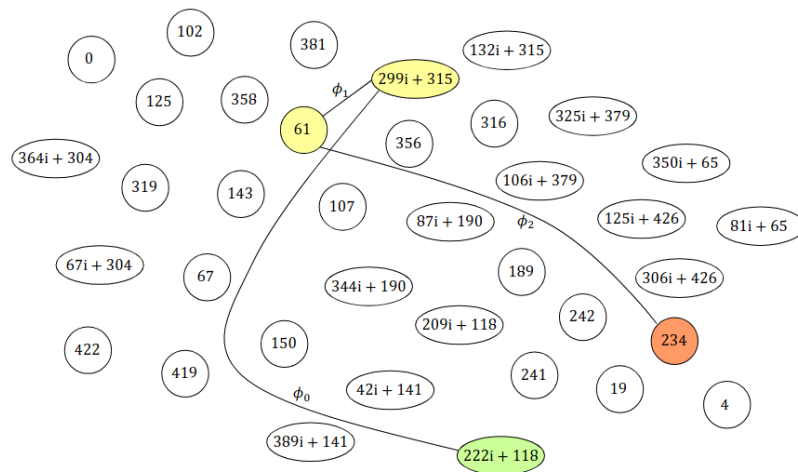 102
381
132i + 315
0
299i + 315
ϕ₁
125
358
325i + 379
61
316
356
364i + 304
350i + 65
106i + 379
319
143
107
87i + 190
ϕ₂
125i + 426
81i + 65
67i + 304
67
189
306i + 426
344i + 190
209i + 118
242
234
422
150
419
42i + 141
241
19
4
ϕ₀
389i + 141
222i + 118